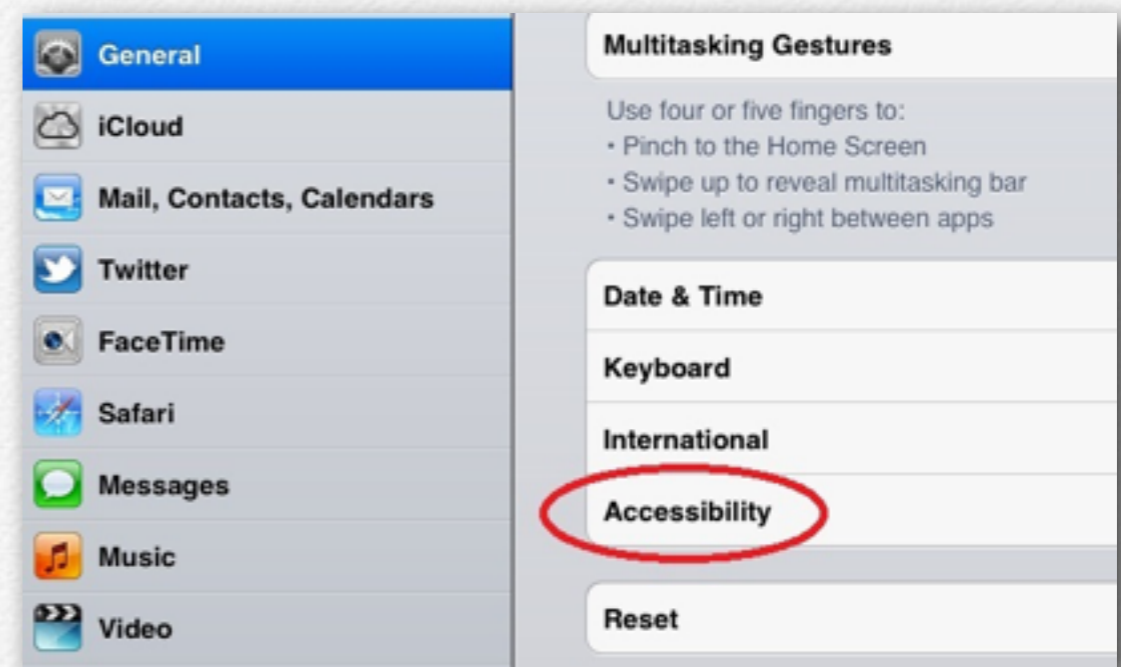 General
iCloud
Mail, Contacts, Calendars
Twitter
FaceTime
Safari
Messages
Music
Video
Multitasking Gestures
Use four or five fingers to:
• Pinch to the Home Screen
• Swipe up to reveal multitasking bar
• Swipe left or right between apps
Date & Time
Keyboard
International
Accessibility
Reset